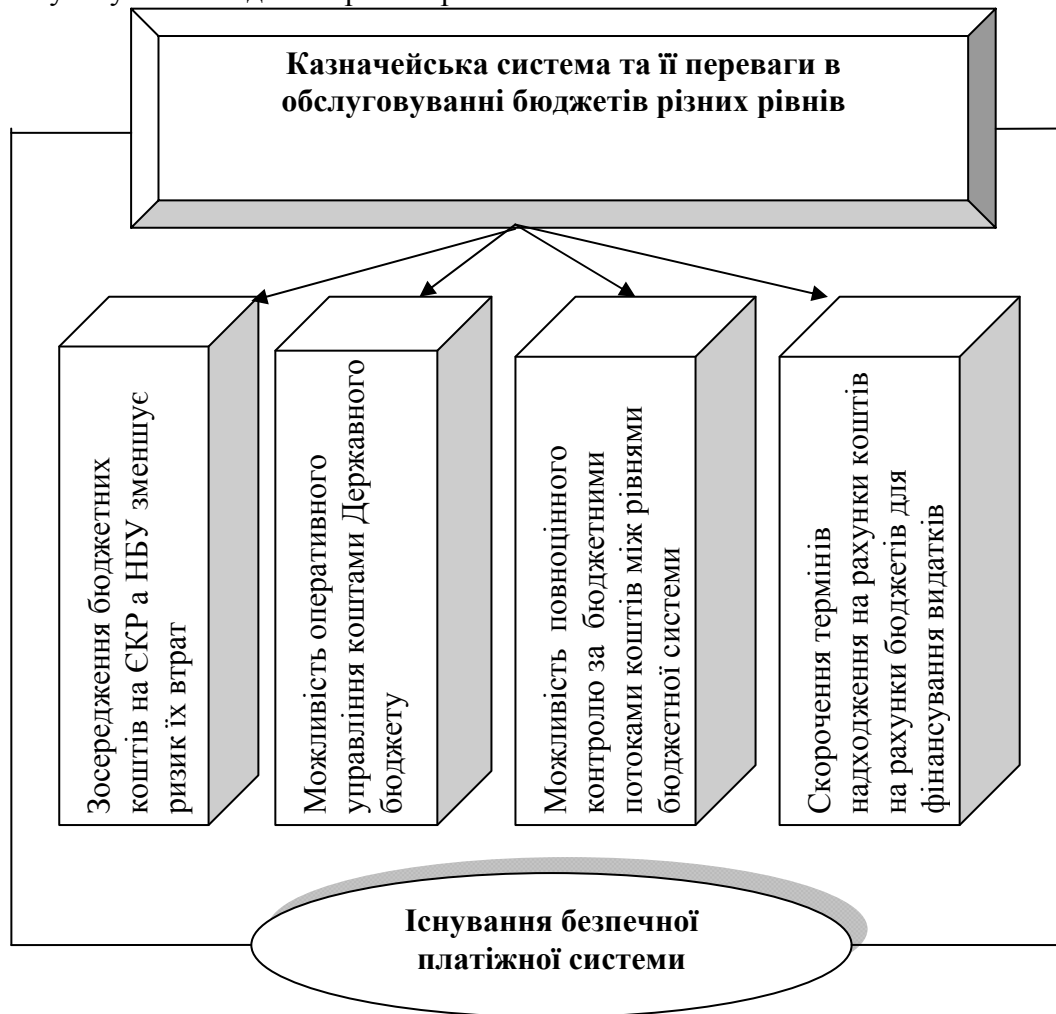 Казначейська система та її переваги в
обслуговуванні бюджетів різних рівнів
Зосередження бюджетних
коштів на ЄКР а НБУ зменшує
ризик їх втрат
Можливість оперативного
управління коштами Державного
бюджету
Можливість повноцінного
контролю за бюджетними
потоками коштів між рівнями
бюджетної системи
Скорочення термінів
надходження на рахунки коштів
на рахунки бюджетів для
фінансування видатків
Існування безпечної
платіжної системи